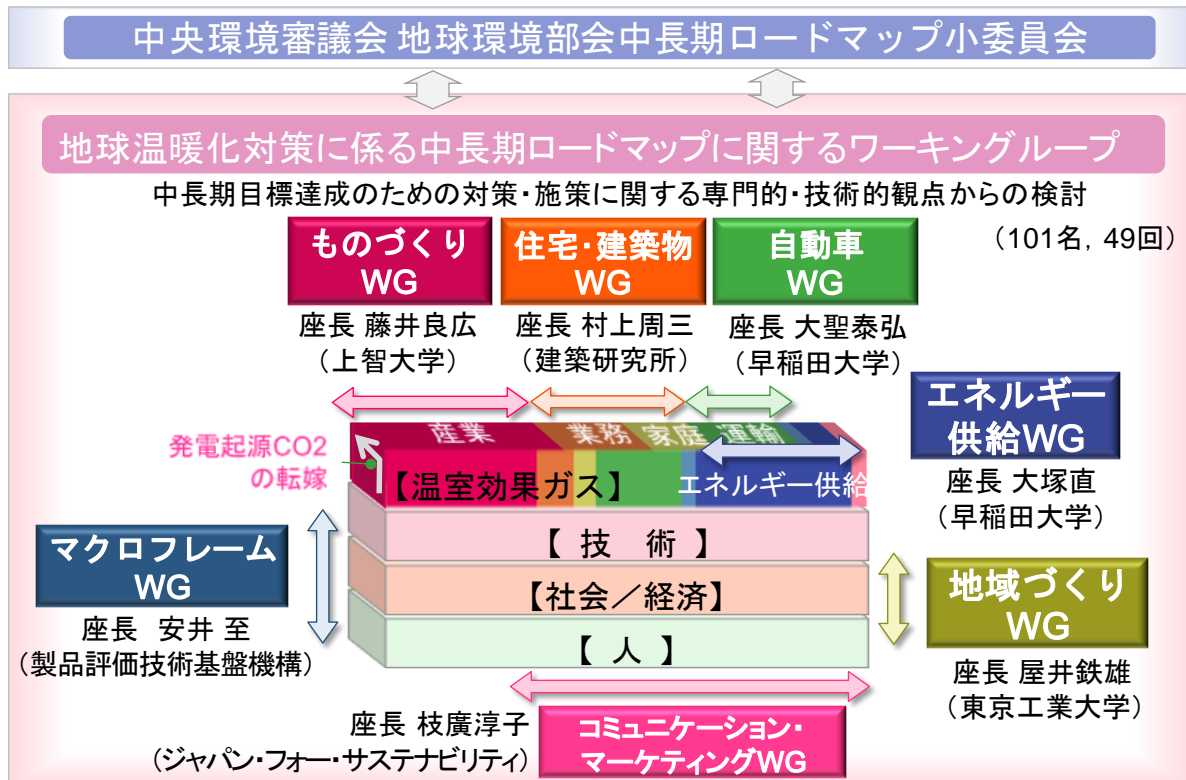 中央環境審議会 地球環境部会中長期ロードマップ小委員会
地球温暖化対策に係る中長期ロードマップに関するワーキングループ
中長期目標達成のための対策・施策に関する専門的・技術的観点からの検討
（101名，49回）
ものづくり
WG
座長 藤井良広
（上智大学）
住宅・建築物
WG
座長 村上周三
（建築研究所）
自動車
WG
座長 大聖泰弘
（早稲田大学）
エネルギー
供給WG
座長 大塚直
（早稲田大学）
発電起源CO2
の転嫁
産業
業務
家庭
運輸
【温室効果ガス】
エネルギー供給
【 技　術 】
【社会／経済】
【 人 】
マクロフレーム
WG
座長　安井 至
（製品評価技術基盤機構）
地域づくり
WG
座長 屋井鉄雄
（東京工業大学）
座長 枝廣淳子
（ジャパン・フォー・サステナビリティ）
コミュニケーション・
マーケティングWG